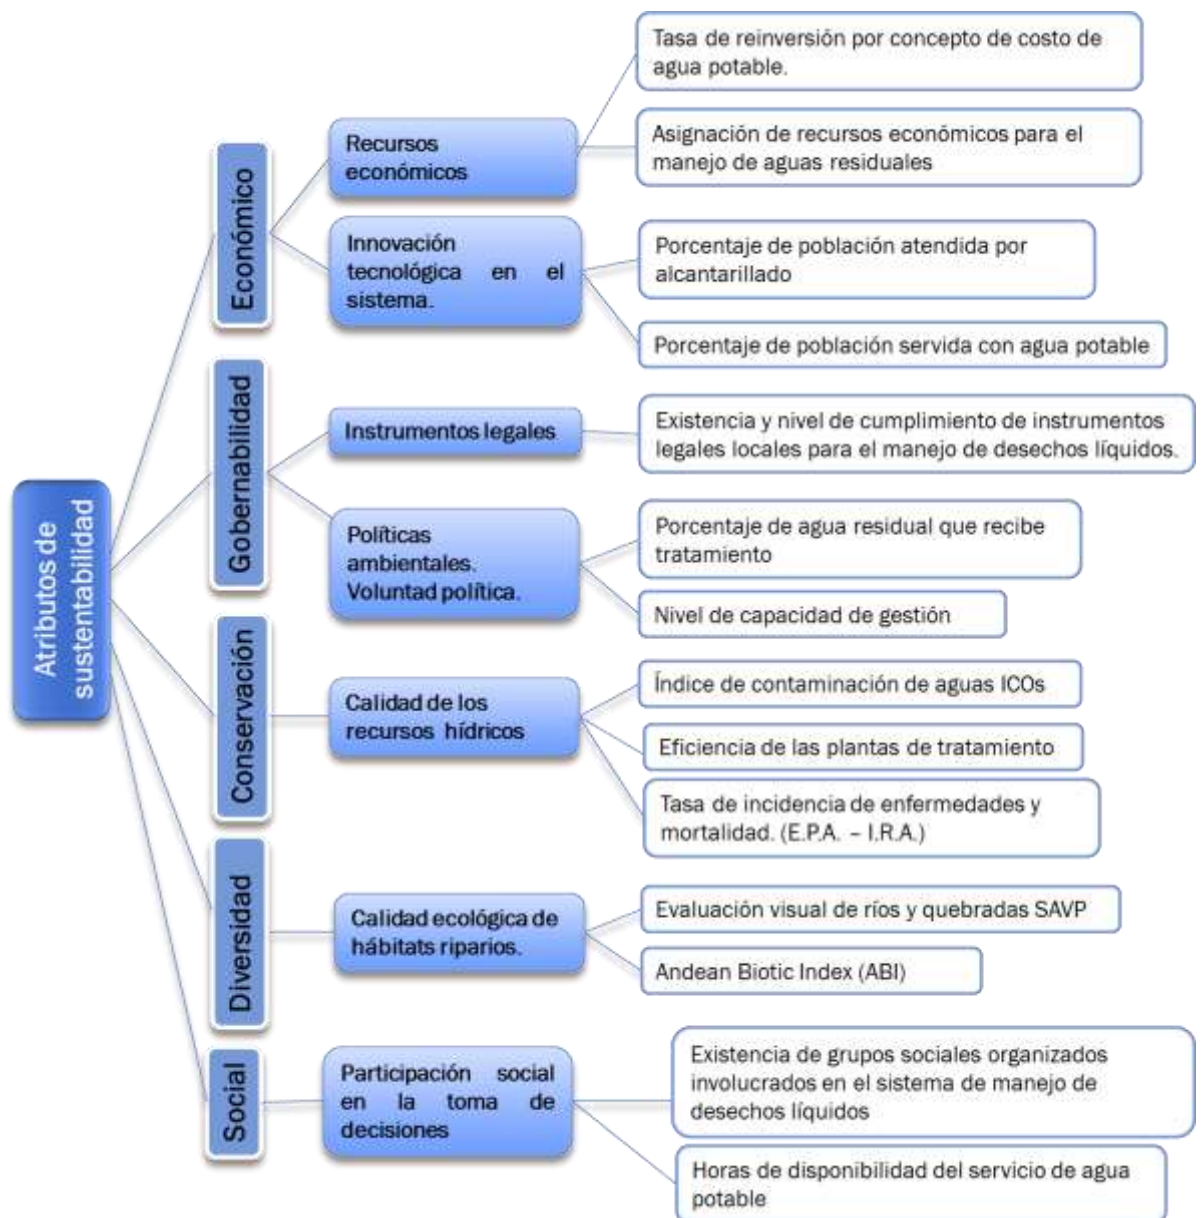 Atributos de
sustentabilidad
Económico
Recursos
económicos
Tasa de reinversión por concepto de costo de
agua potable.
Asignación de recursos económicos para el
manejo de aguas residuales
Innovación
tecnológica en el
sistema.
Porcentaje de población atendida por
alcantarillado
Porcentaje de población servida con agua potable
Gobernabilidad
Instrumentos legales
Existencia y nivel de cumplimiento de instrumentos
legales locales para el manejo de desechos líquidos.
Políticas
ambientales.
Voluntad política.
Porcentaje de agua residual que recibe
tratamiento
Nivel de capacidad de gestión
Conservación
Calidad de los
recursos hídricos
Índice de contaminación de aguas ICOs
Eficiencia de las plantas de tratamiento
Tasa de incidencia de enfermedades y
mortalidad. (E.P.A. – I.R.A.)
Diversidad
Calidad ecológica de
hábitats riparios.
Evaluación visual de ríos y quebradas SAVP
Andean Biotic Index (ABI)
Social
Participación social
en la toma de
decisiones
Existencia de grupos sociales organizados
involucrados en el sistema de manejo de
desechos líquidos
Horas de disponibilidad del servicio de agua
potable